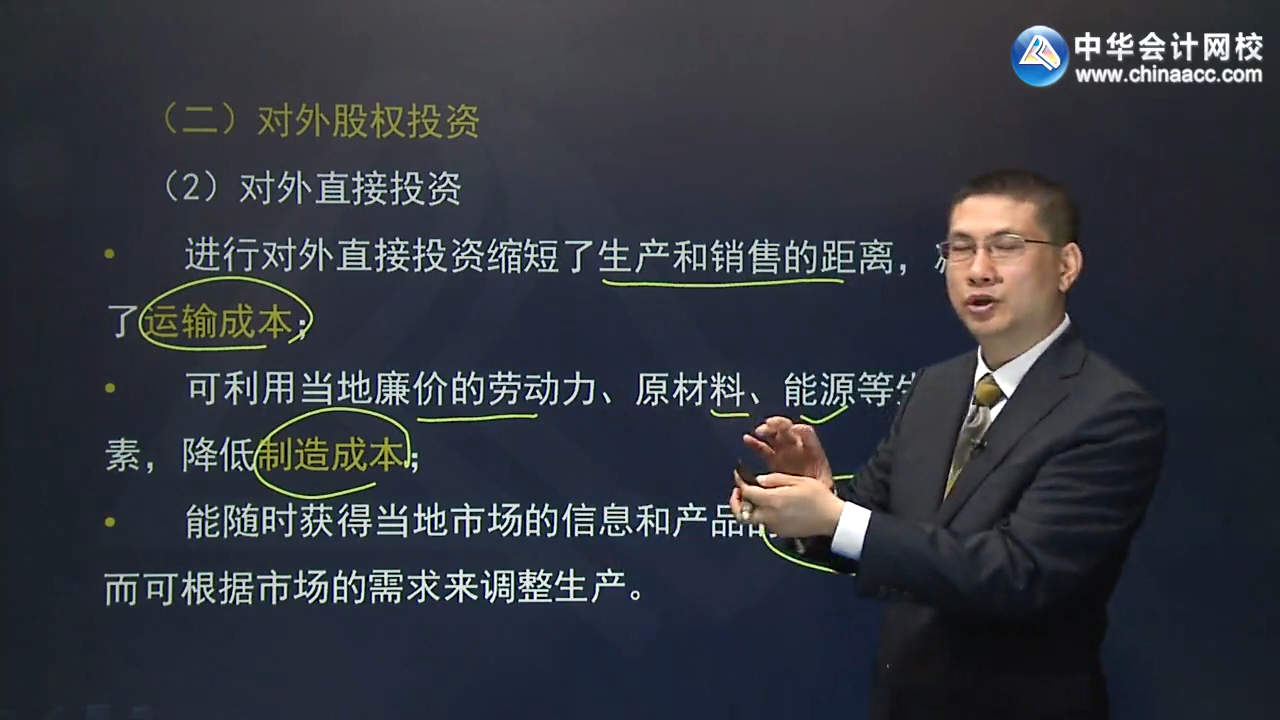 中华会计网校
www.chinaacc.com
（二）对外股权投资
（2）对外直接投资
• 进行对外直接投资缩短了生产和销售的距离，
了运输成本；
• 可利用当地廉价的劳动力、原材料、能源等
素，降低制造成本；
• 能随时获得当地市场的信息和产品
而可根据市场的需求来调整生产。